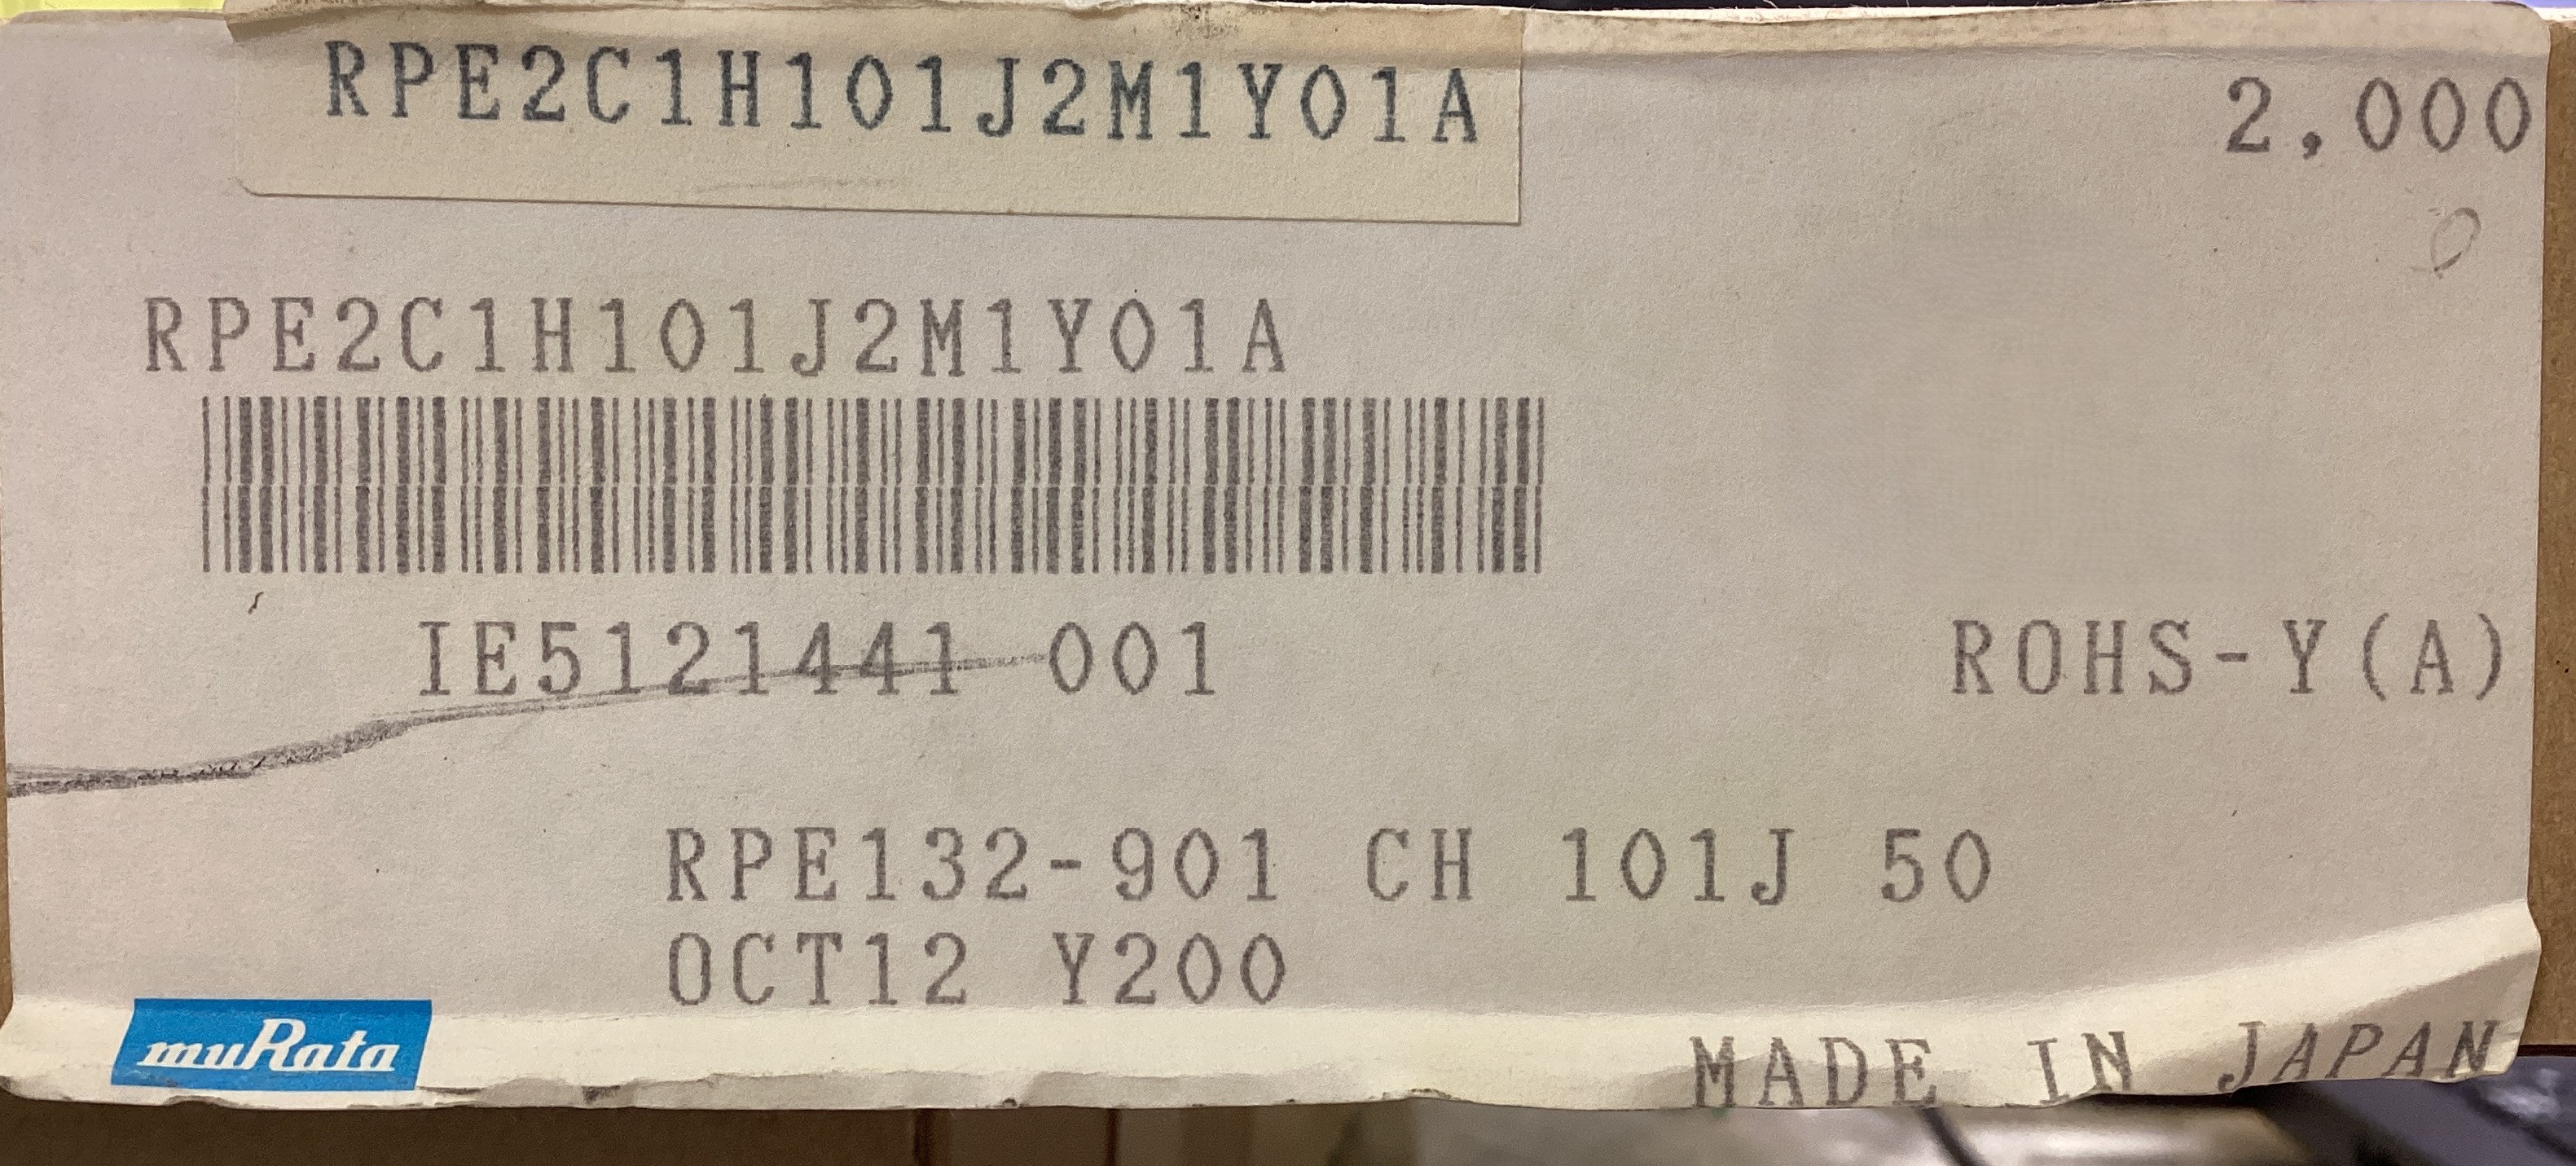 RPE2C1H101J2M1Y01A
2,000
RPE2C1H101J2M1Y01A
IE5121441 001
ROHS-Y(A)
RPE132-901 CH 101J 50
OCT12 Y200
muRata
MADE IN JAPAN